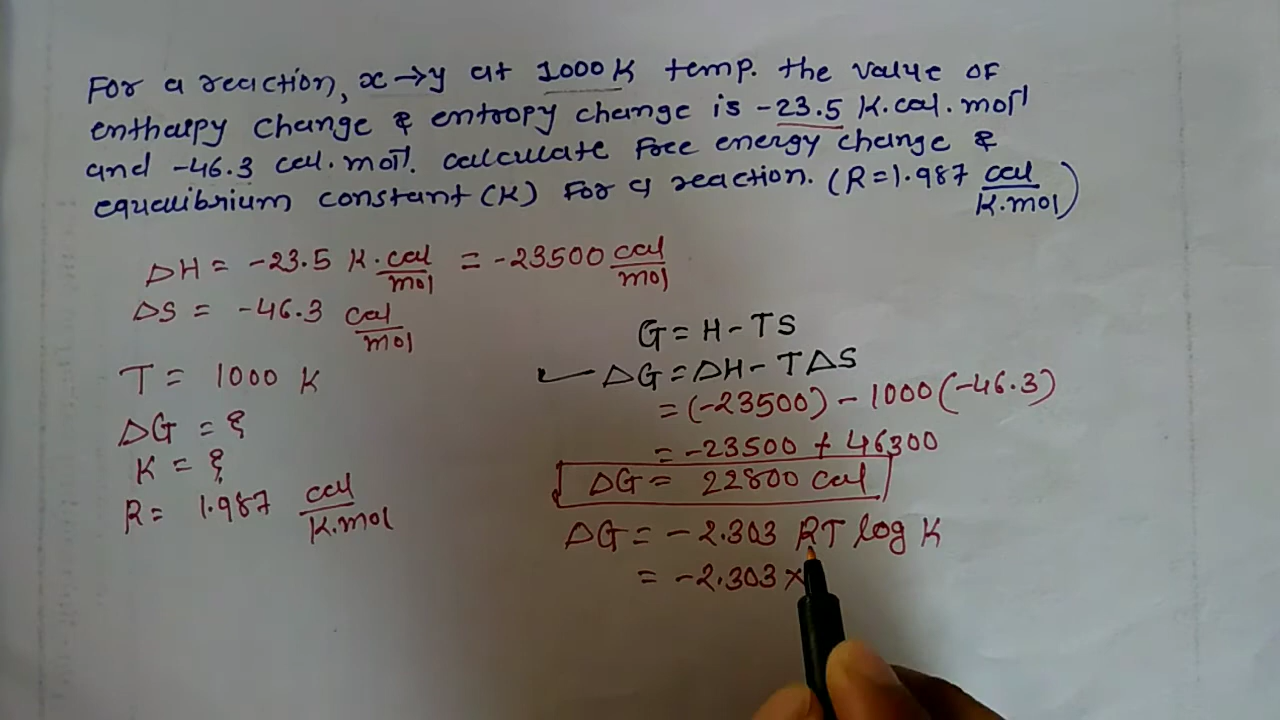 For a reaction, x→y at 1000 K temp. the value of
enthalpy change & entropy change is -23.5 K.cal.mol⁻¹
and -46.3 cal.mol⁻¹. calculate free energy change &
equilibrium constant (K) for a reaction. (R=1.987 cal/K.mol)
ΔH = -23.5 K.cal/mol = -23500 cal/mol
ΔS = -46.3 cal/mol
T = 1000 K
ΔG = ?
K = ?
R = 1.987 cal/K.mol
G = H - TS
ΔG = ΔH - TΔS
= (-23500) - 1000(-46.3)
= -23500 + 46300
ΔG = 22800 cal
ΔG = -2.303 RT log K
= -2.303 ×